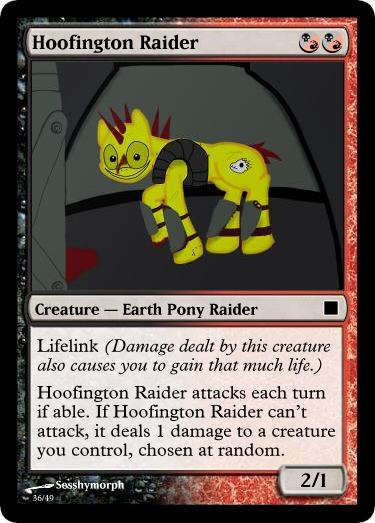 Hoofington Raider
Creature — Earth Pony Raider
Lifelink (Damage dealt by this creature
also causes you to gain that much life.)
Hoofington Raider attacks each turn
if able. If Hoofington Raider can't
attack, it deals 1 damage to a creature
you control, chosen at random.
2/1
Sesshymorph
36/49